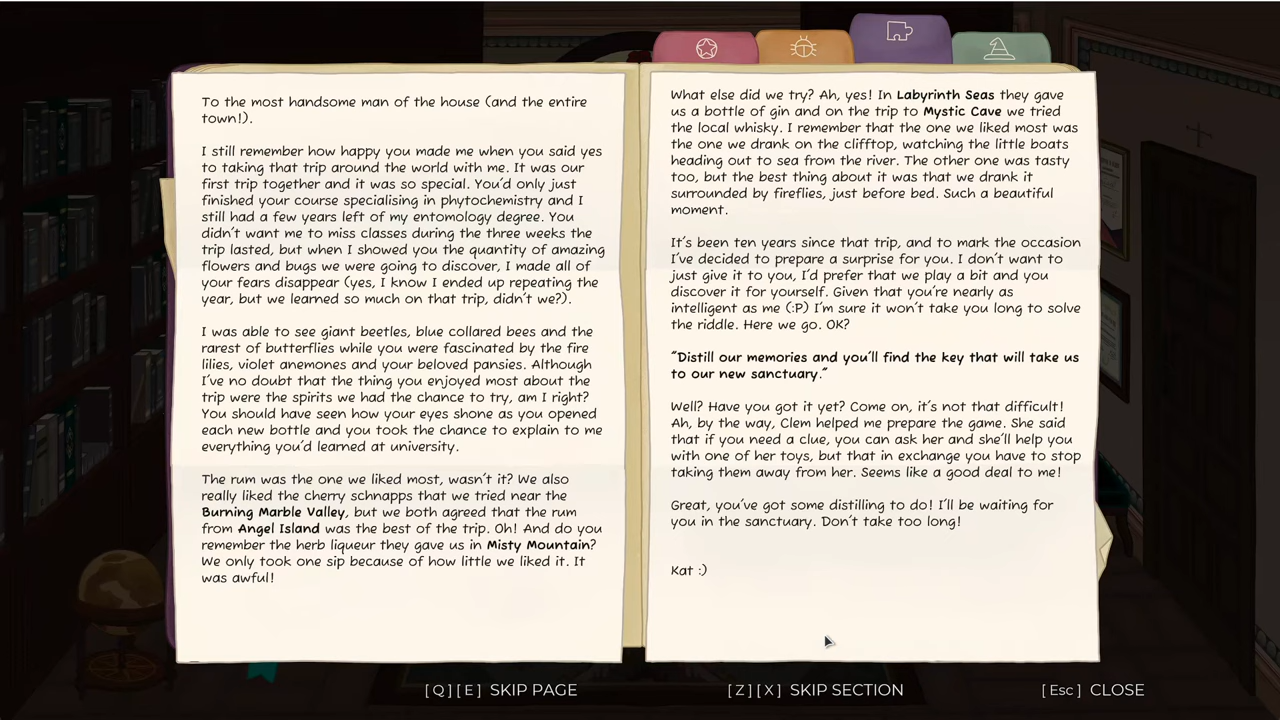 To the most handsome man of the house (and the entire
town!).
I still remember how happy you made me when you said yes
to taking that trip around the world with me. It was our
first trip together and it was so special. You'd only just
finished your course specialising in phytochemistry and I
still had a few years left of my entomology degree. You
didn't want me to miss classes during the three weeks the
trip lasted, but when I showed you the quantity of amazing
flowers and bugs we were going to discover, I made all of
your fears disappear (yes, I know I ended up repeating the
year, but we learned so much on that trip, didn't we?).
I was able to see giant beetles, blue collared bees and the
rarest of butterflies while you were fascinated by the fire
lilies, violet anemones and your beloved pansies. Although
I've no doubt that the thing you enjoyed most about the
trip were the spirits we had the chance to try, am I right?
You should have seen how your eyes shone as you opened
each new bottle and you took the chance to explain to me
everything you'd learned at university.
The rum was the one we liked most, wasn't it? We also
really liked the cherry schnapps that we tried near the
Burning Marble Valley, but we both agreed that the rum
from Angel Island was the best of the trip. Oh! And do you
remember the herb liqueur they gave us in Misty Mountain?
We only took one sip because of how little we liked it. It
was awful!
What else did we try? Ah, yes! In Labyrinth Seas they gave
us a bottle of gin and on the trip to Mystic Cave we tried
the local whisky. I remember that the one we liked most was
the one we drank on the clifftop, watching the little boats
heading out to sea from the river. The other one was tasty
too, but the best thing about it was that we drank it
surrounded by fireflies, just before bed. Such a beautiful
moment.
It's been ten years since that trip, and to mark the occasion
I've decided to prepare a surprise for you. I don't want to
just give it to you, I'd prefer that we play a bit and you
discover it for yourself. Given that you're nearly as
intelligent as me (:P) I'm sure it won't take you long to solve
the riddle. Here we go. OK?
"Distill our memories and you'll find the key that will take us
to our new sanctuary."
Well? Have you got it yet? Come on, it's not that difficult!
Ah, by the way, Clem helped me prepare the game. She said
that if you need a clue, you can ask her and she'll help you
with one of her toys, but that in exchange you have to stop
taking them away from her. Seems like a good deal to me!
Great, you've got some distilling to do! I'll be waiting for
you in the sanctuary. Don't take too long!
Kat :)
[Q][E] SKIP PAGE
[Z][X] SKIP SECTION
[Esc] CLOSE